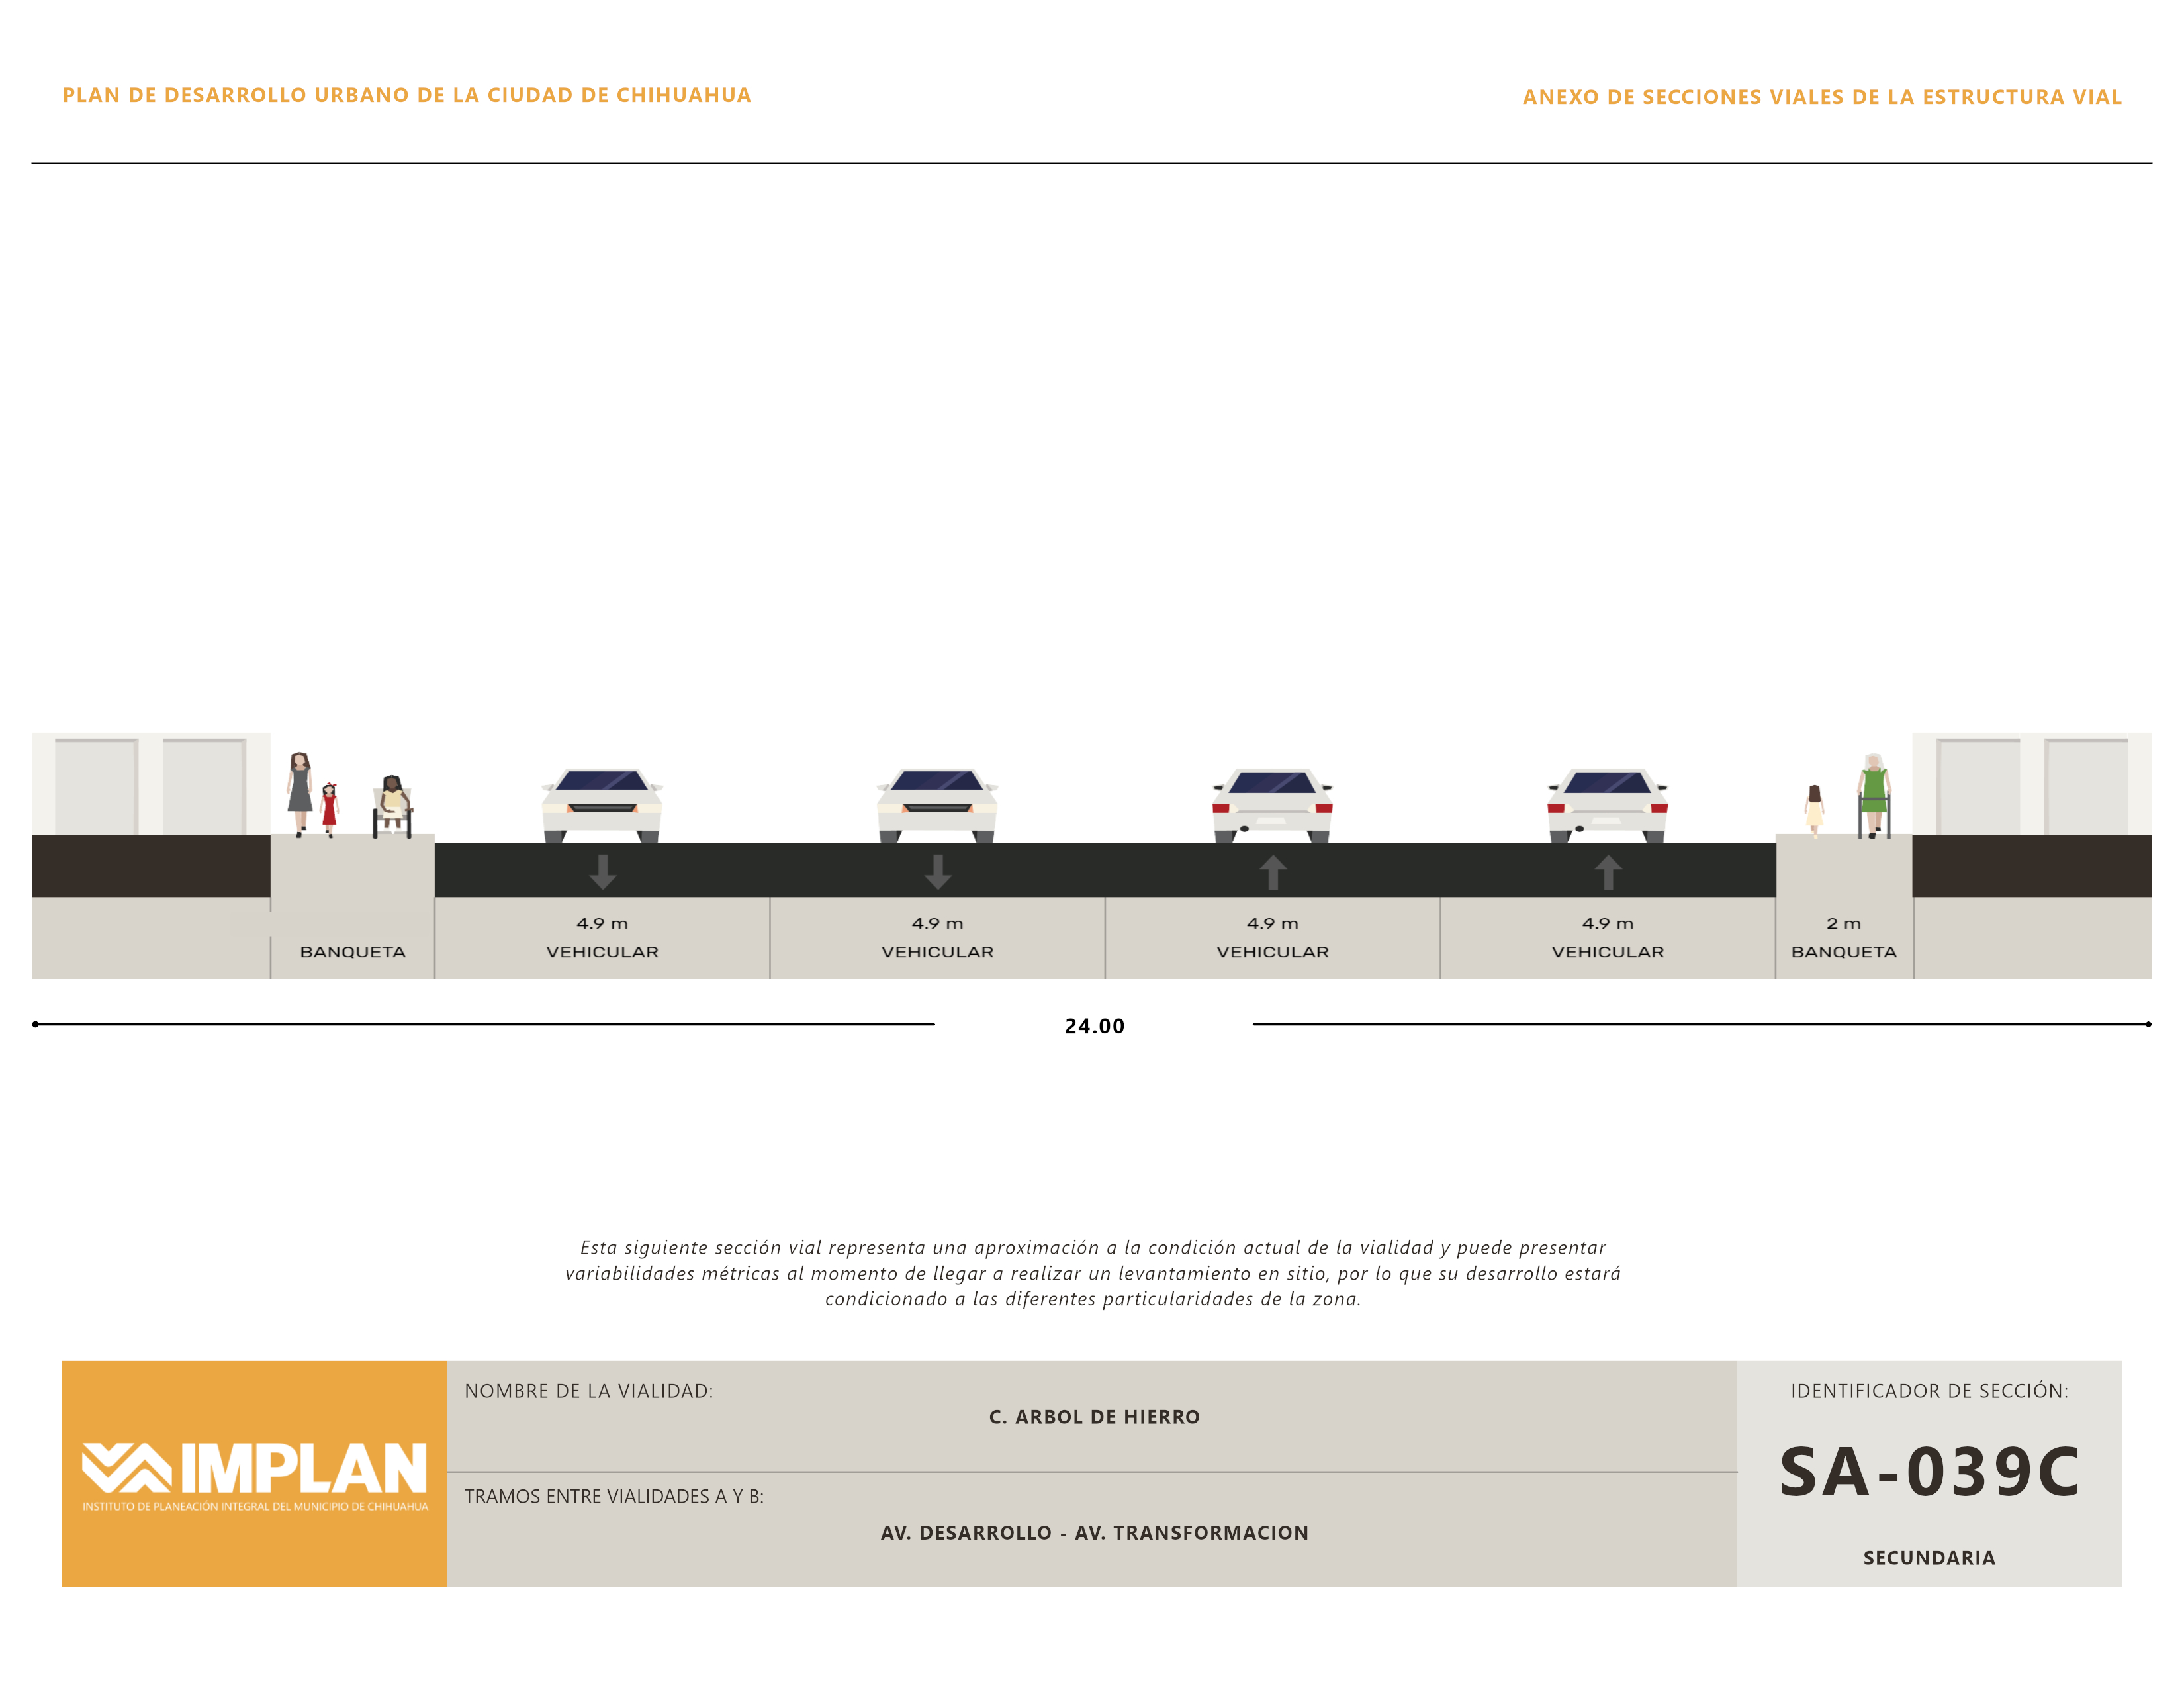 PLAN DE DESARROLLO URBANO DE LA CIUDAD DE CHIHUAHUA
ANEXO DE SECCIONES VIALES DE LA ESTRUCTURA VIAL
4.9 m
4.9 m
4.9 m
4.9 m
2 m
BANQUETA
VEHICULAR
VEHICULAR
VEHICULAR
VEHICULAR
BANQUETA
24.00
Esta siguiente sección vial representa una aproximación a la condición actual de la vialidad y puede presentar
variabilidades métricas al momento de llegar a realizar un levantamiento en sitio, por lo que su desarrollo estará
condicionado a las diferentes particularidades de la zona.
IMPLAN
INSTITUTO DE PLANEACIÓN INTEGRAL DEL MUNICIPIO DE CHIHUAHUA
NOMBRE DE LA VIALIDAD:
C. ARBOL DE HIERRO
TRAMOS ENTRE VIALIDADES A Y B:
AV. DESARROLLO - AV. TRANSFORMACION
IDENTIFICADOR DE SECCIÓN:
SA-039C
SECUNDARIA